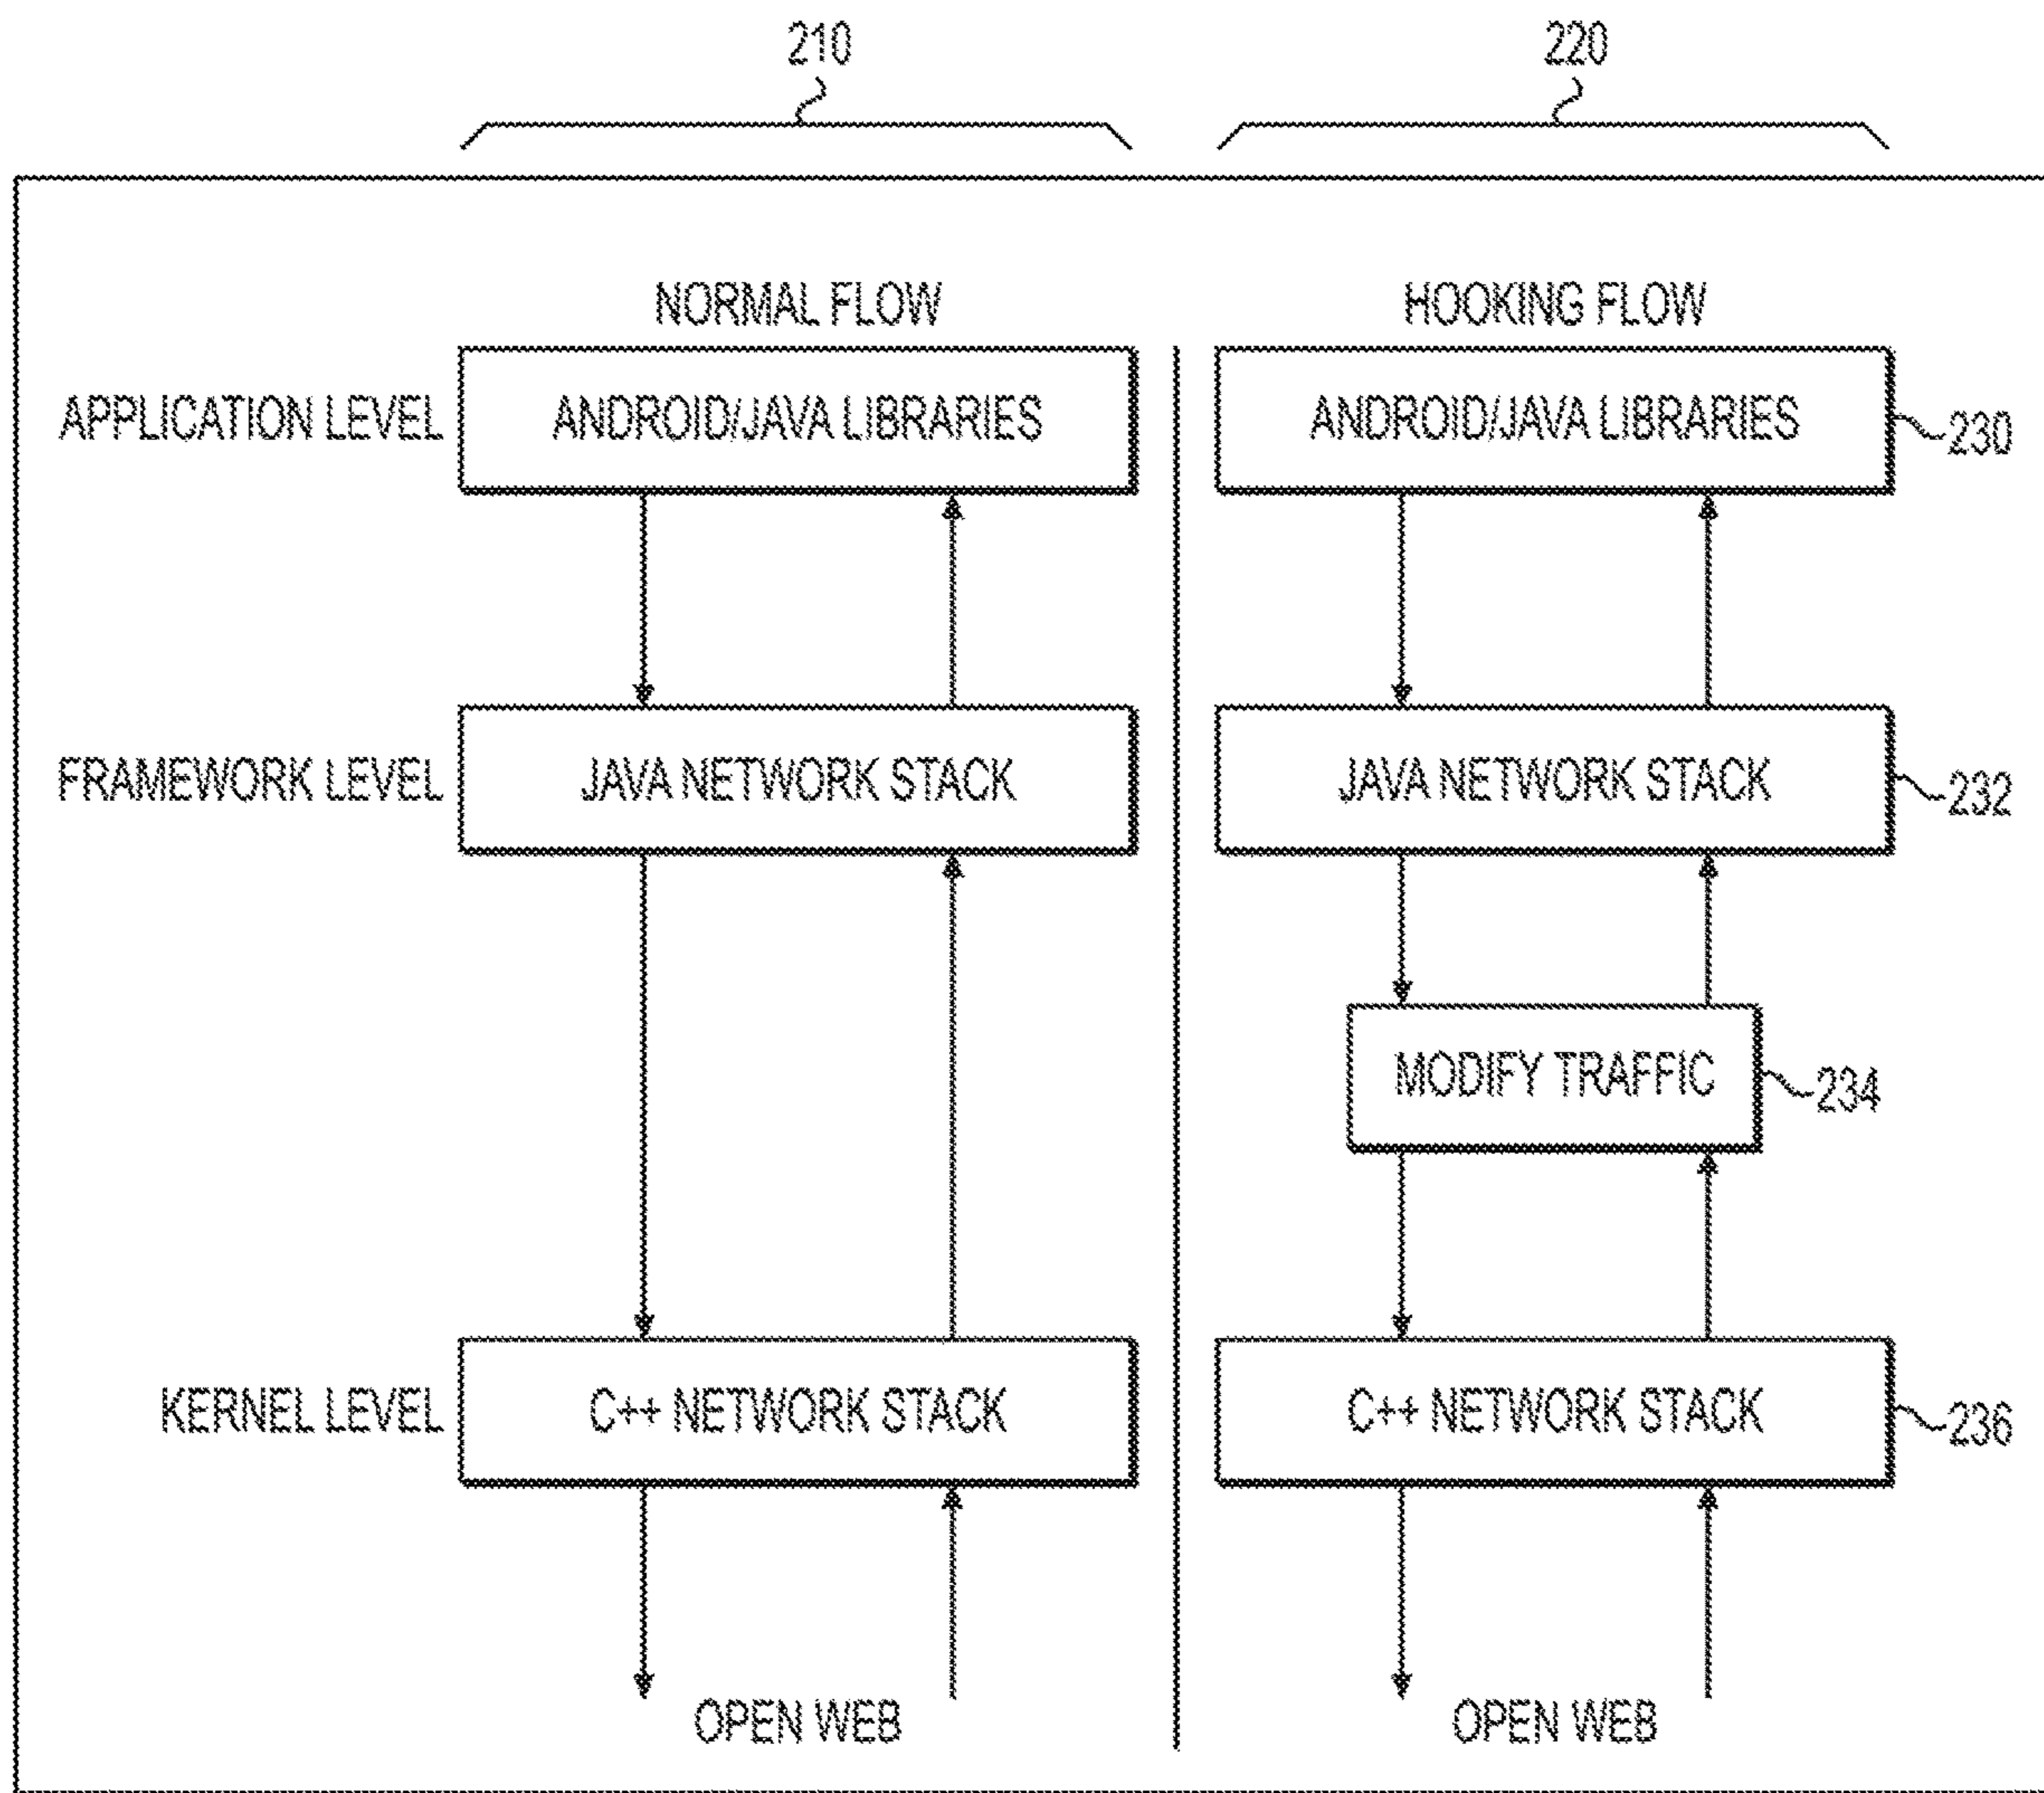 210
220
NORMAL FLOW
HOOKING FLOW
APPLICATION LEVEL
ANDROID/JAVA LIBRARIES
ANDROID/JAVA LIBRARIES
230
FRAMEWORK LEVEL
JAVA NETWORK STACK
JAVA NETWORK STACK
232
MODIFY TRAFFIC
234
KERNEL LEVEL
C++ NETWORK STACK
C++ NETWORK STACK
236
OPEN WEB
OPEN WEB